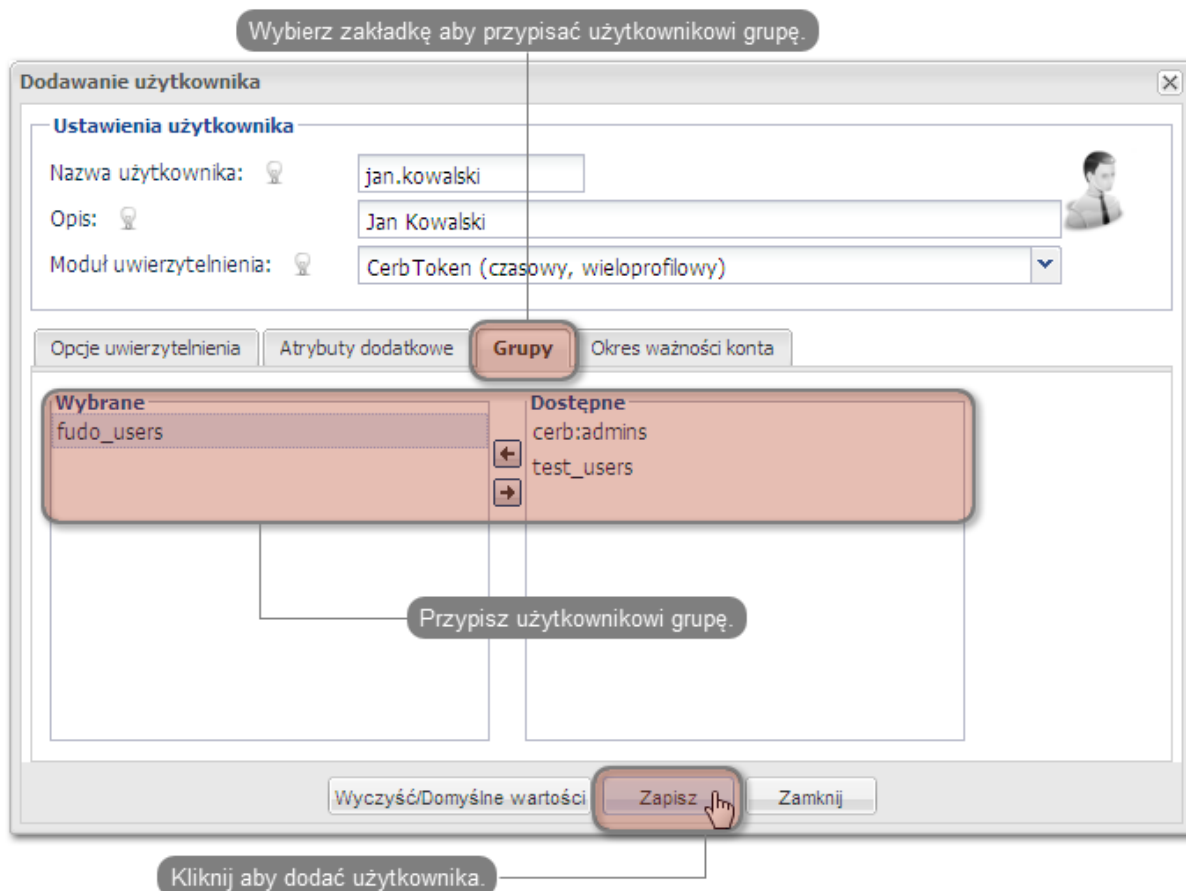 Wybierz zakładkę aby przypisać użytkownikowi grupę.
Dodawanie użytkownika
Ustawienia użytkownika
Nazwa użytkownika: jan.kowalski
Opis: Jan Kowalski
Moduł uwierzytelnienia: CerbToken (czasowy, wieloprofilowy)
Opcje uwierzytelnienia Atrybuty dodatkowe Grupy Okres ważności konta
Wybrane Dostępne
fudo_users cerb:admins
test_users
Przypisz użytkownikowi grupę.
Wyczyść/Domyślne wartości Zapisz Zamknij
Kliknij aby dodać użytkownika.